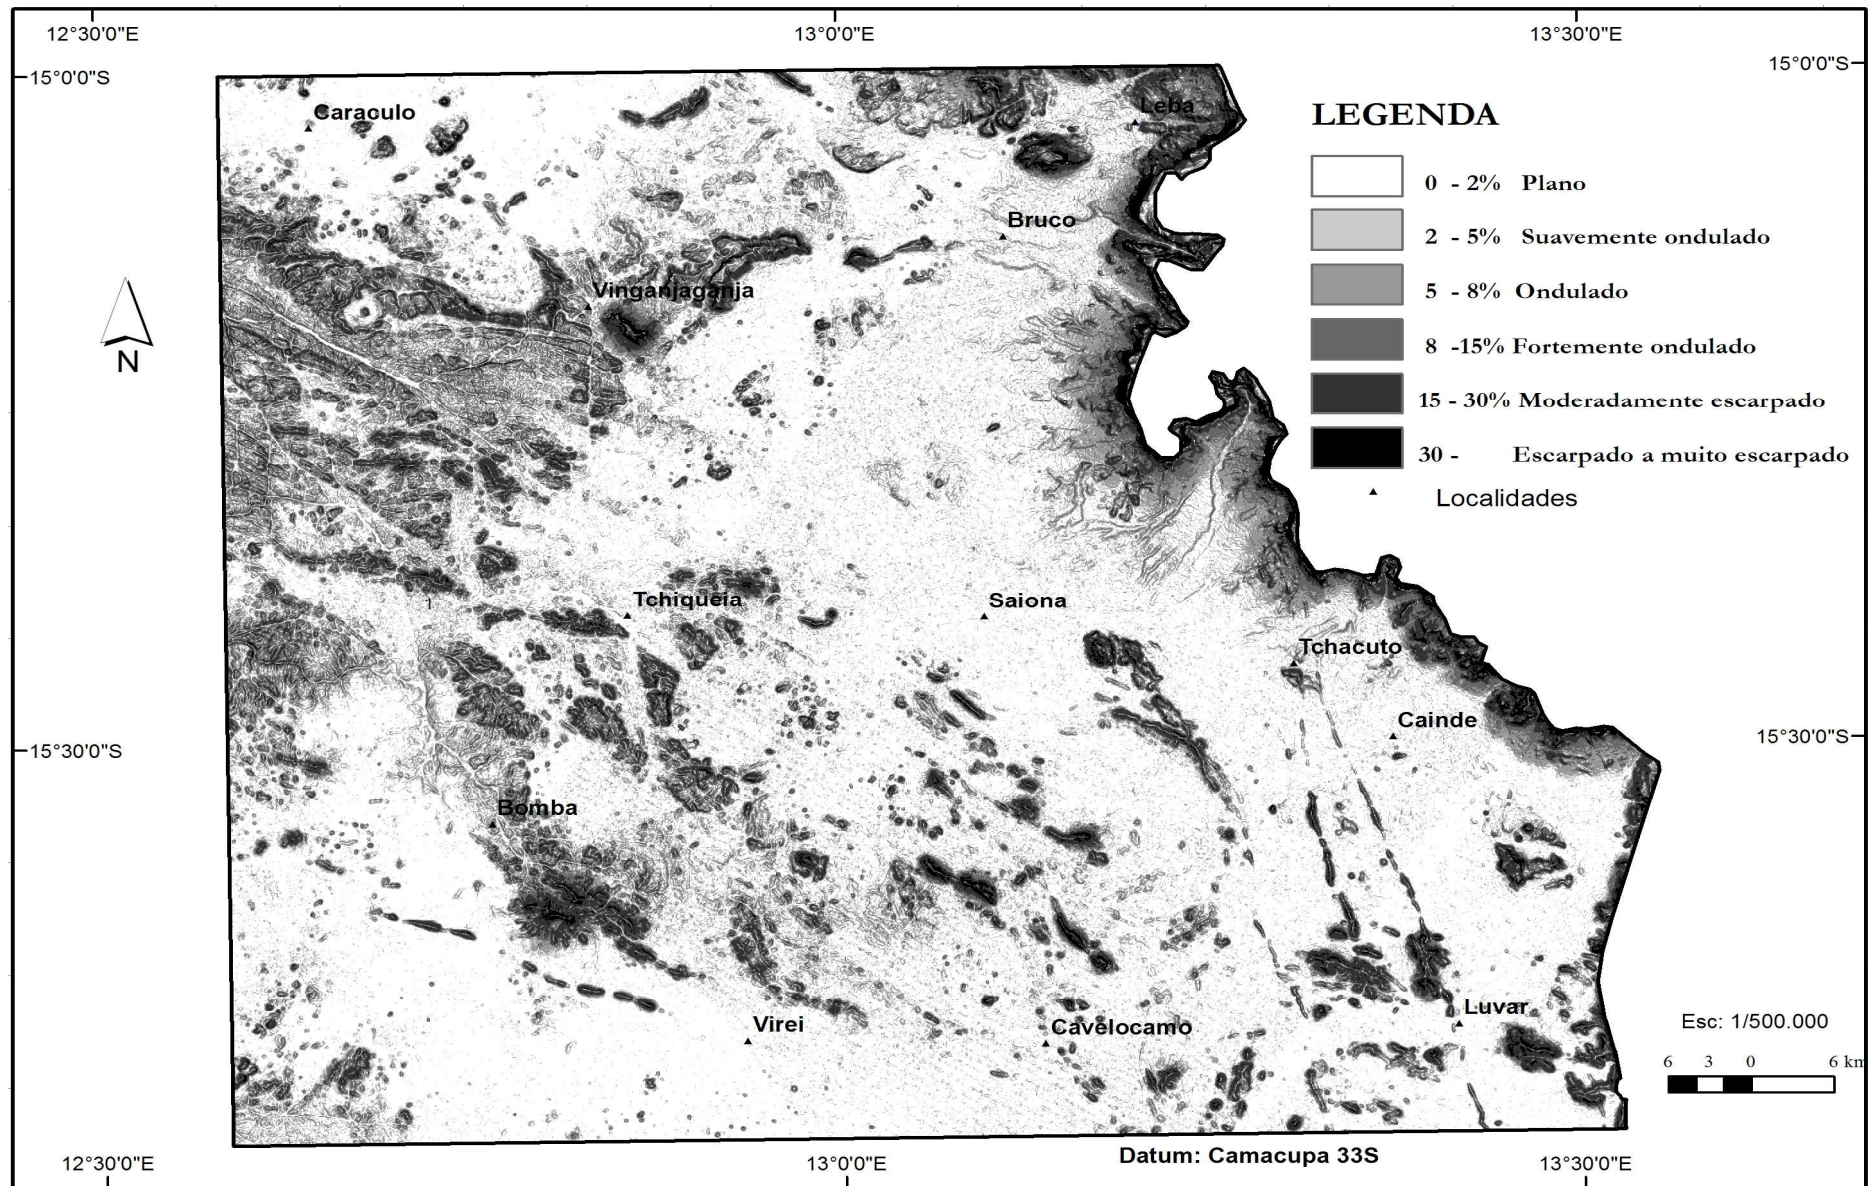 12°30'0"E 13°0'0"E 13°30'0"E
15°0'0"S 15°0'0"S
Caraculo
Leba
LEGENDA
0 - 2% Plano
2 - 5% Suavemente ondulado
5 - 8% Ondulado
8 -15% Fortemente ondulado
15 - 30% Moderadamente escarpado
30 - Escarpado a muito escarpado
Localidades
Bruco
Vinganjaganja
N
1
Tchiqueia
Saiona
Tchacuto
Cainde
15°30'0"S 15°30'0"S
Bomba
Luvar
Virei
Cavelocamo
Esc: 1/500.000
6 3 0 6 km
Datum: Camacupa 33S
12°30'0"E 13°0'0"E 13°30'0"E